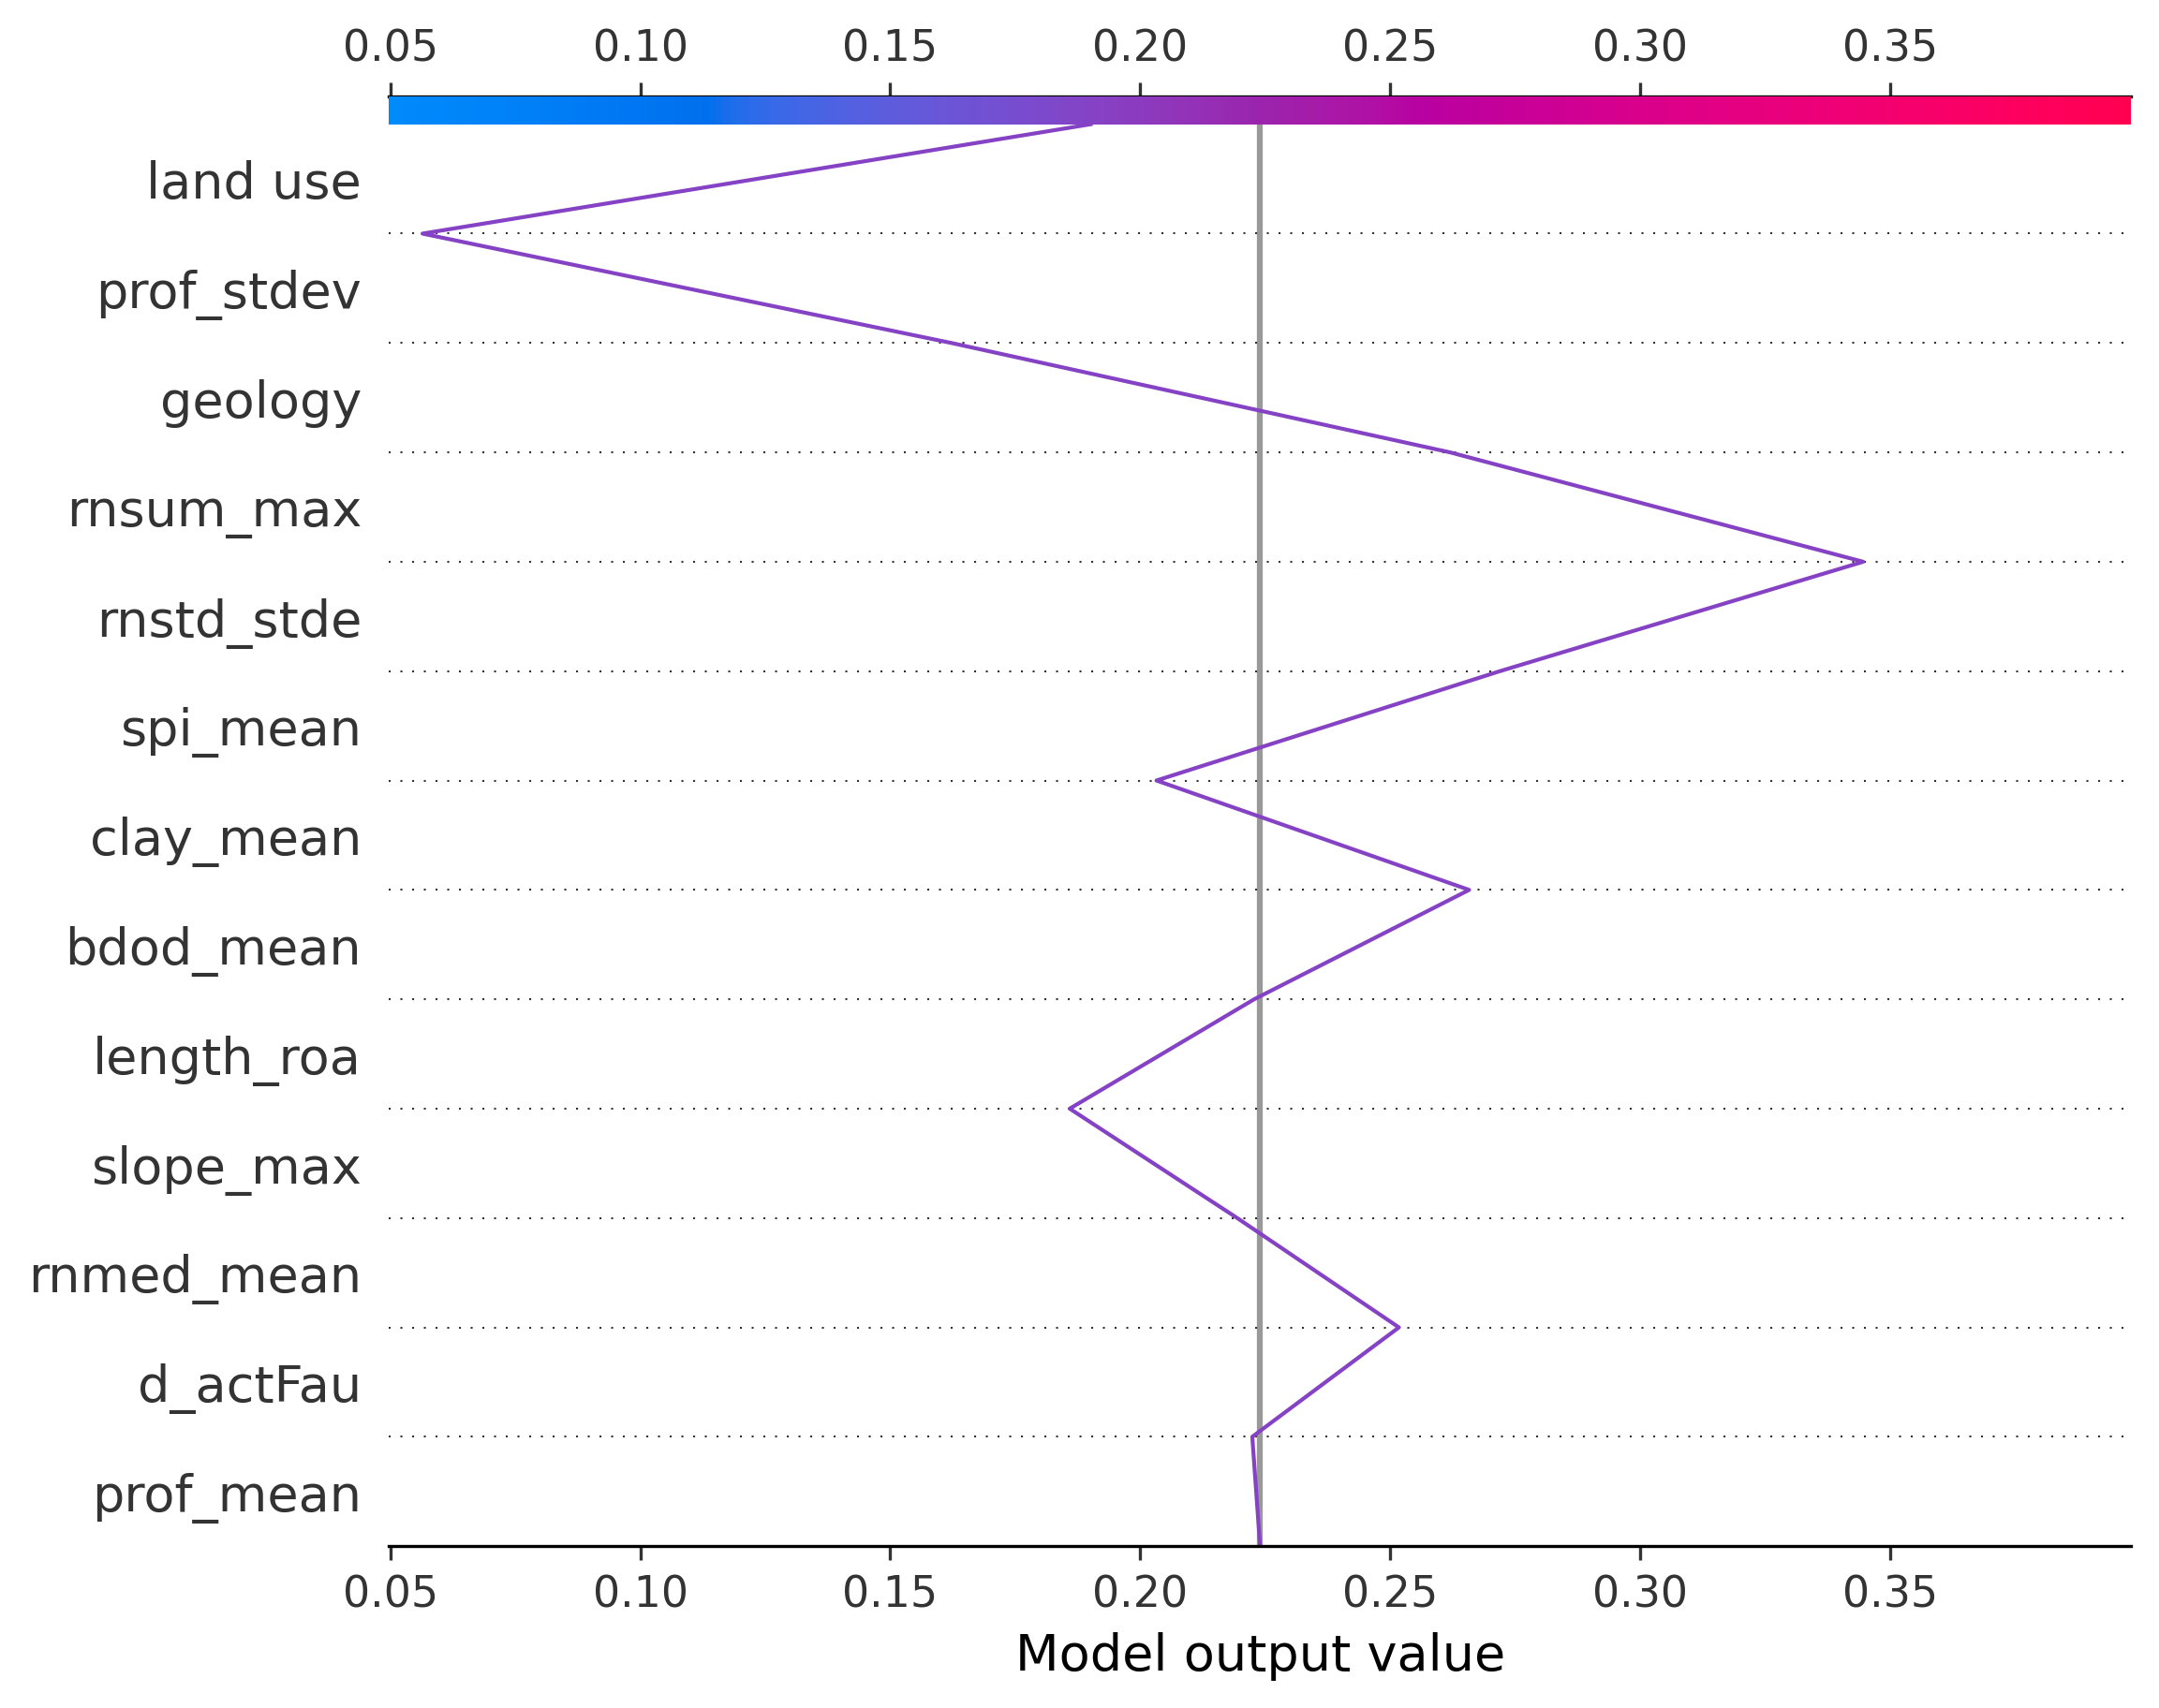 0.05 0.10 0.15 0.20 0.25 0.30 0.35
land use
prof_stdev
geology
rnsum_max
rnstd_stde
spi_mean
clay_mean
bdod_mean
length_roa
slope_max
rnmed_mean
d_actFau
prof_mean
0.05 0.10 0.15 0.20 0.25 0.30 0.35
Model output value